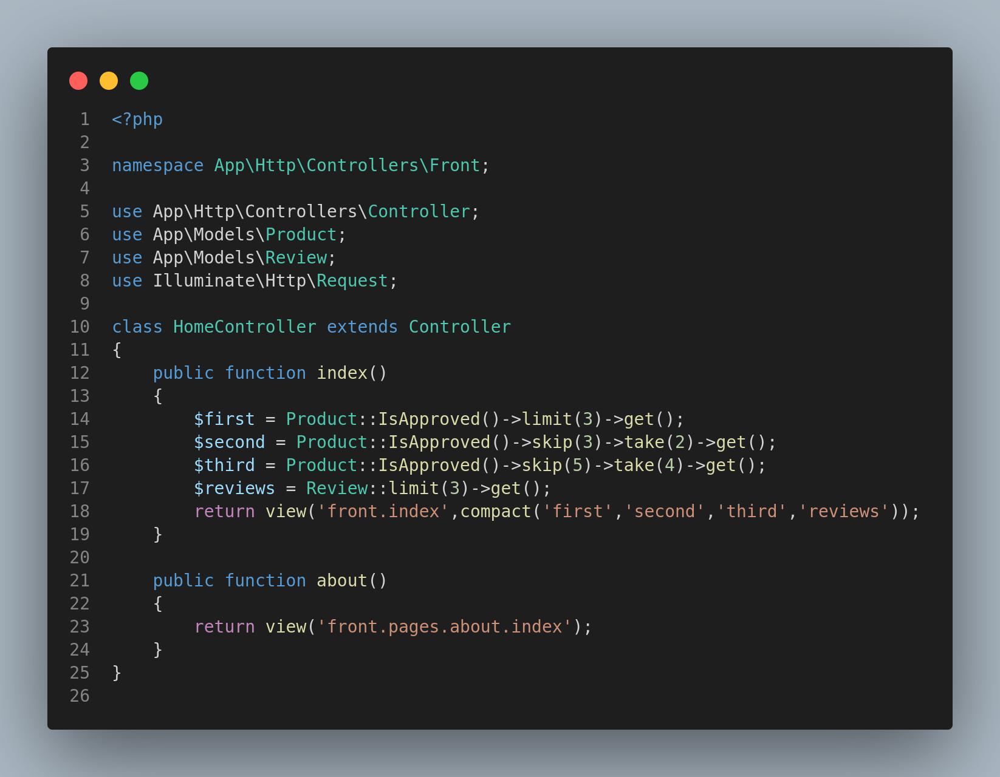 1 <?php
2
3 namespace App\Http\Controllers\Front;
4
5 use App\Http\Controllers\Controller;
6 use App\Models\Product;
7 use App\Models\Review;
8 use Illuminate\Http\Request;
9
10 class HomeController extends Controller
11 {
12     public function index()
13     {
14         $first = Product::IsApproved()->limit(3)->get();
15         $second = Product::IsApproved()->skip(3)->take(2)->get();
16         $third = Product::IsApproved()->skip(5)->take(4)->get();
17         $reviews = Review::limit(3)->get();
18         return view('front.index',compact('first','second','third','reviews'));
19     }
20
21     public function about()
22     {
23         return view('front.pages.about.index');
24     }
25 }
26